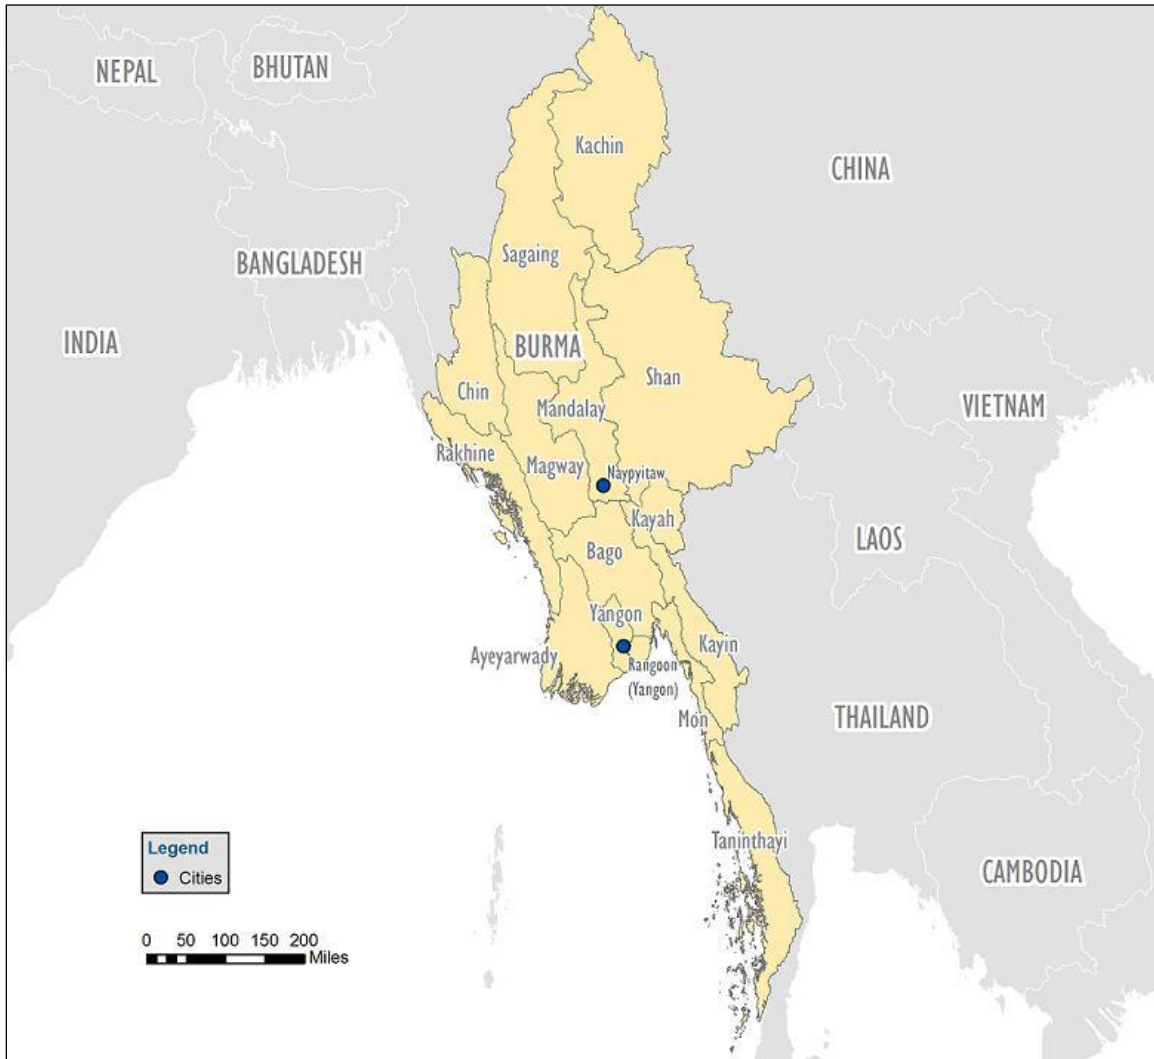 NEPAL
BHUTAN
Kachin
CHINA
Sagaing
BANGLADESH
INDIA
BURMA
Shan
Chin
Mandalay
VIETNAM
Rakhine
Magway
Naypyitaw
Kayah
LAOS
Bago
Yangon
Kayin
Ayeyarwady
Rangoon
(Yangon)
Mon
THAILAND
Taninthayi
CAMBODIA
Legend
Cities
0 50 100 150 200
Miles